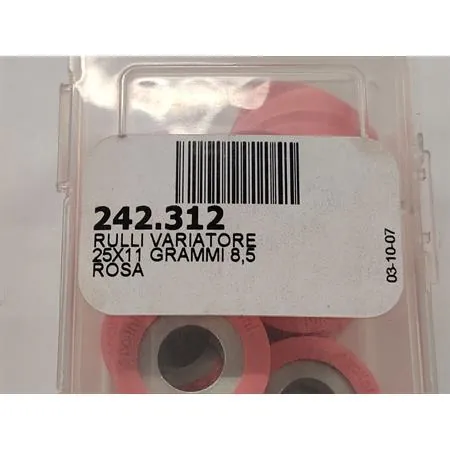 242.312
RULLI VARIATORE
25X11 GRAMMI 8,5
ROSA
03-10-07